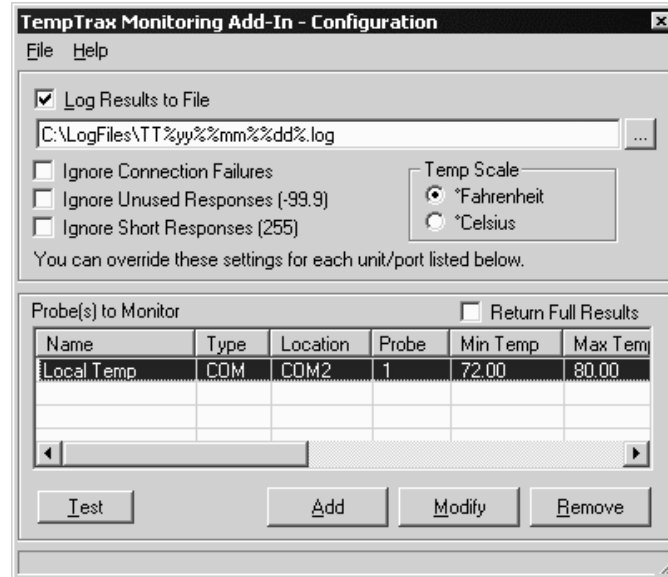 TempTrax Monitoring Add-In - Configuration
File Help
Log Results to File
C:\LogFiles\TT%yy%%mm%%dd%.log
...
Ignore Connection Failures
Ignore Unused Responses (-99.9)
Ignore Short Responses (255)
Temp Scale
°Fahrenheit
°Celsius
You can override these settings for each unit/port listed below.
Probe(s) to Monitor
Return Full Results
Name Type Location Probe Min Temp Max Tem
Local Temp COM COM2 1 72.00 80.00
Test Add Modify Remove